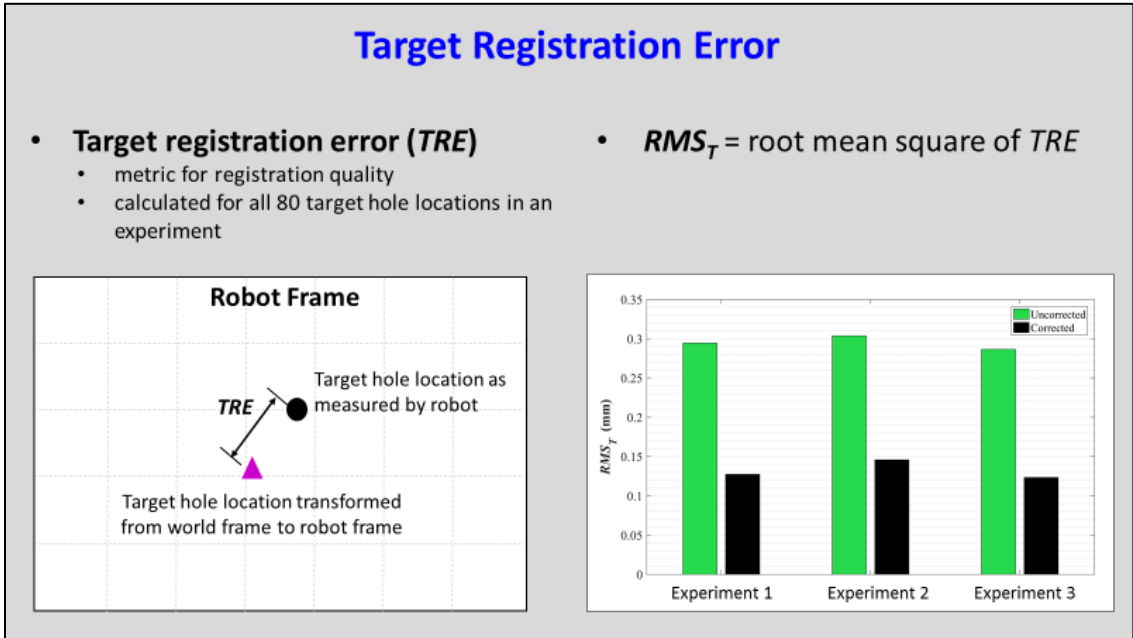 Target Registration Error
• Target registration error (TRE)
• metric for registration quality
• calculated for all 80 target hole locations in an
experiment
• RMS_T = root mean square of TRE
Robot Frame
Target hole location as
measured by robot
TRE
Target hole location transformed
from world frame to robot frame
0.35
0.3
0.25
0.2
0.15
0.1
0.05
0
RMS_T (mm)
Uncorrected
Corrected
Experiment 1
Experiment 2
Experiment 3